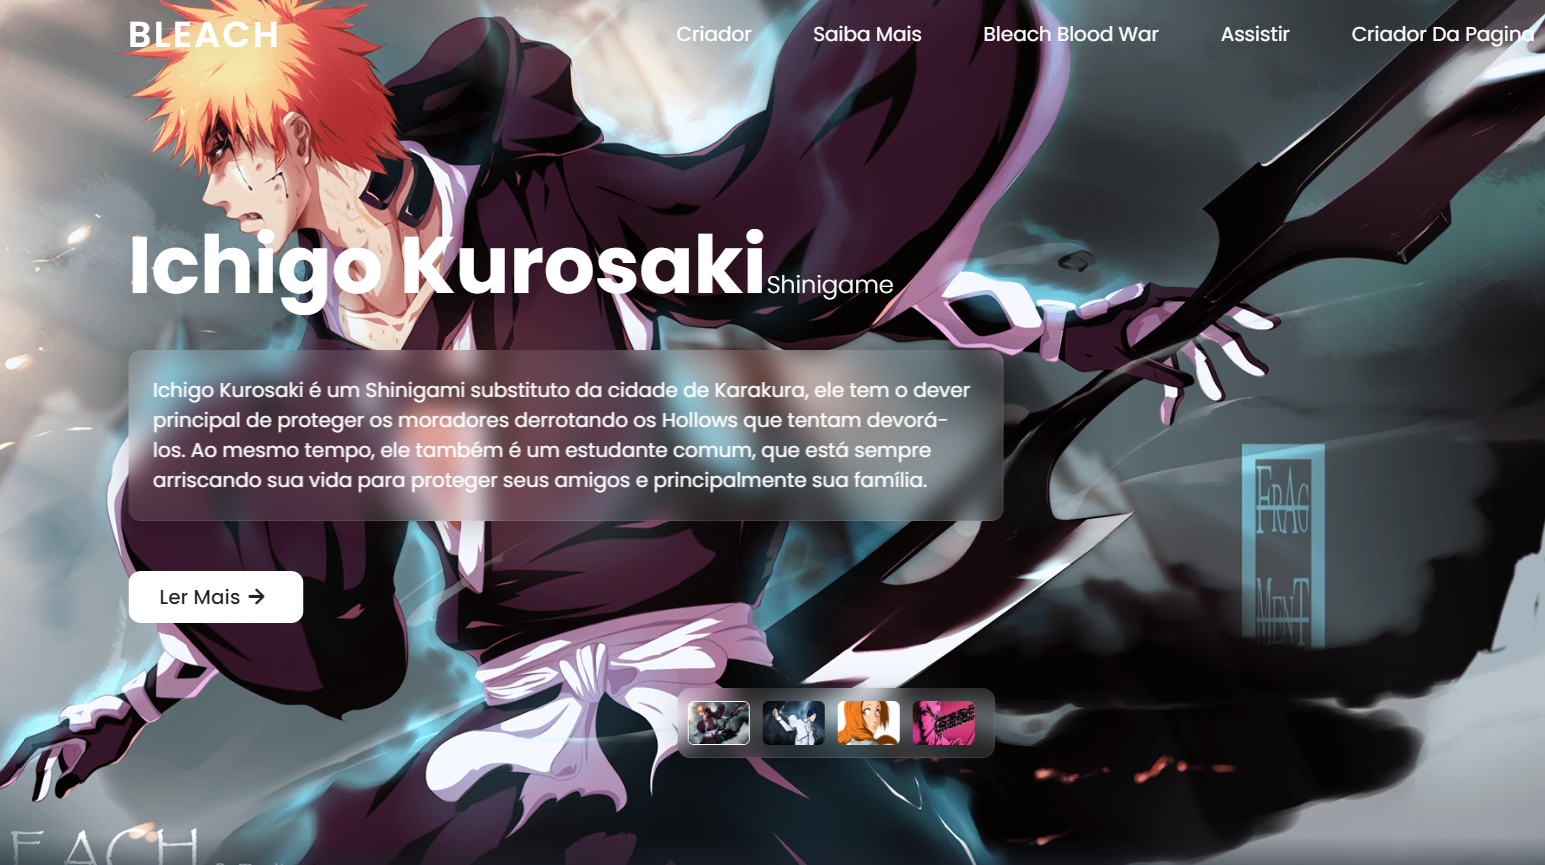 BLEACH
Criador
Saiba Mais
Bleach Blood War
Assistir
Criador Da Pagina
Ichigo Kurosaki Shinigame
Ichigo Kurosaki é um Shinigami substituto da cidade de Karakura, ele tem o dever
principal de proteger os moradores derrotando os Hollows que tentam devorá-
los. Ao mesmo tempo, ele também é um estudante comum, que está sempre
arriscando sua vida para proteger seus amigos e principalmente sua família.
FRAG
MENT
Ler Mais →
EACH